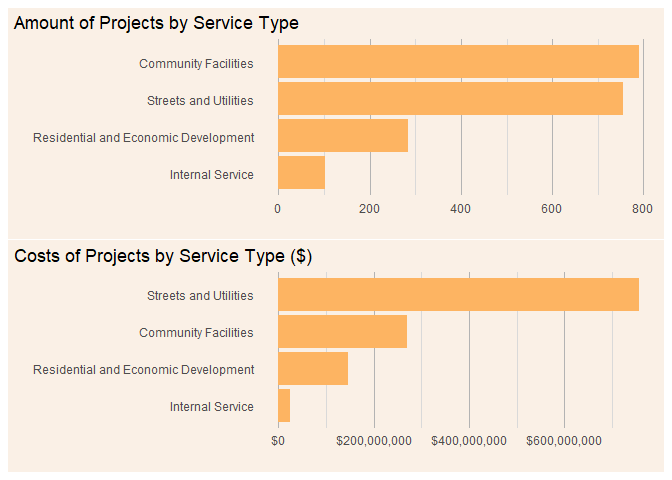 Amount of Projects by Service Type
Community Facilities
Streets and Utilities
Residential and Economic Development
Internal Service
0 200 400 600 800
Costs of Projects by Service Type ($)
Streets and Utilities
Community Facilities
Residential and Economic Development
Internal Service
$0 $200,000,000 $400,000,000 $600,000,000